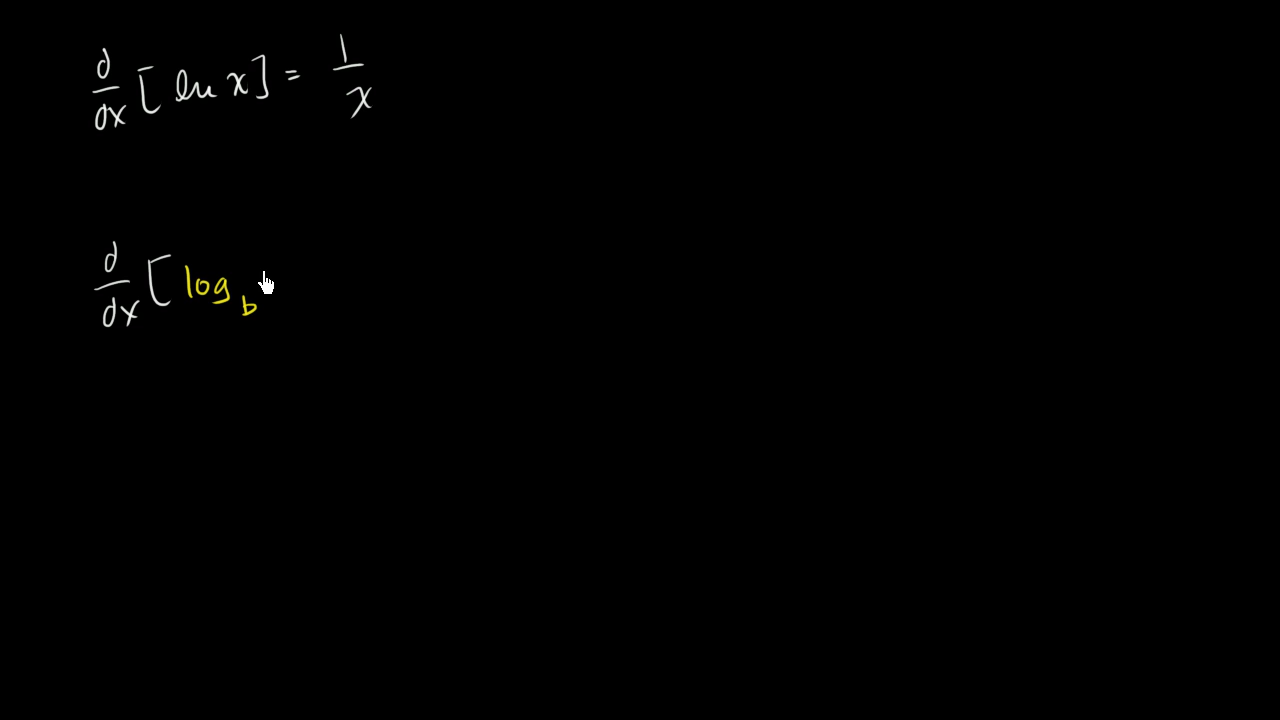 d/dx [ ln x ] = 1/x
d/dx [ log_b